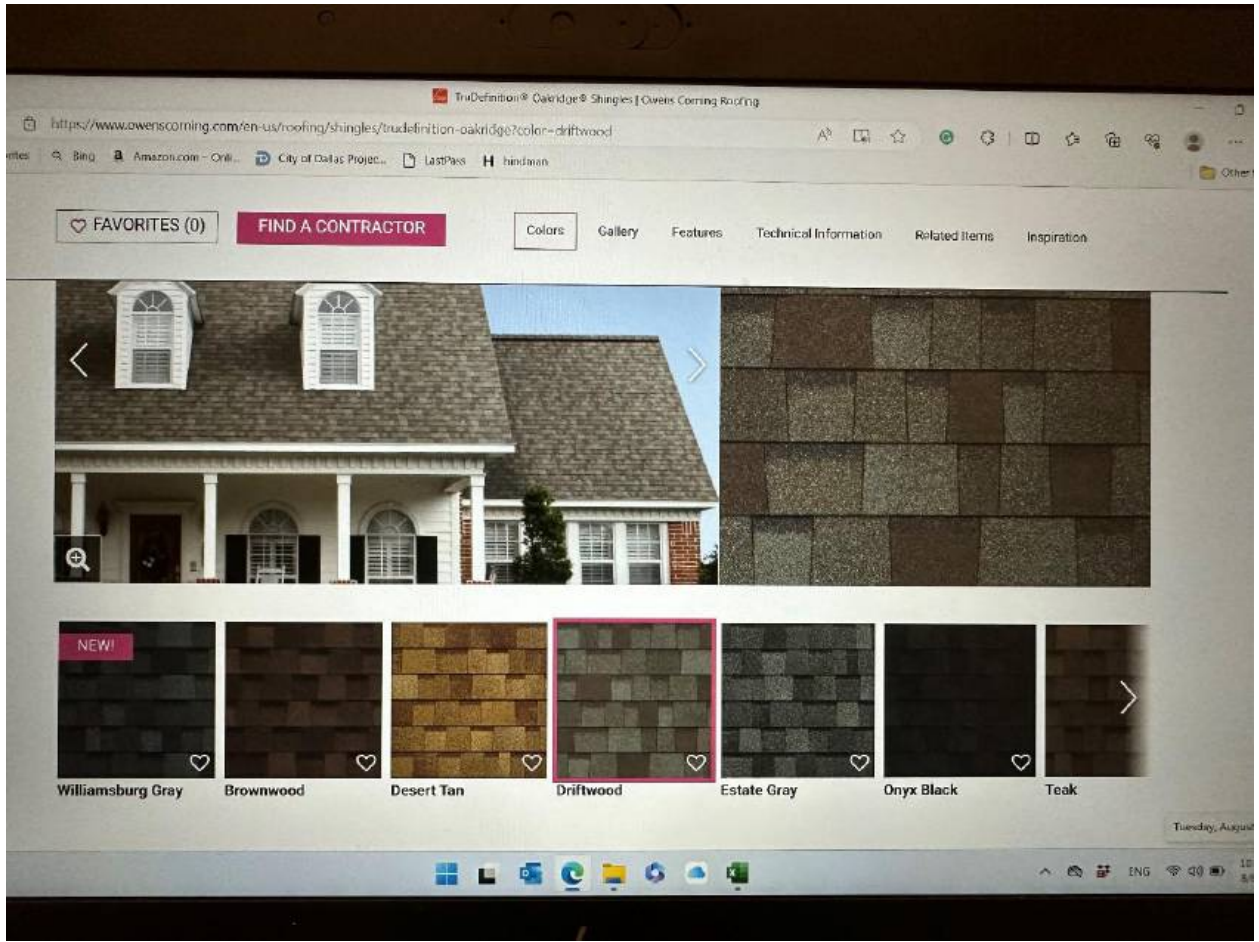 TruDefinition® Oakridge® Shingles | Owens Corning Roofing
https://www.owenscorning.com/en-us/roofing/shingles/trudefinition-oakridge?color=driftwood
Bing Amazon.com – Onli... City of Dallas Projec... LastPass H hindman
Other
FAVORITES (0) FIND A CONTRACTOR Colors Gallery Features Technical Information Related Items Inspiration
NEW!
Williamsburg Gray Brownwood Desert Tan Driftwood Estate Gray Onyx Black Teak
Tuesday, August
ENG